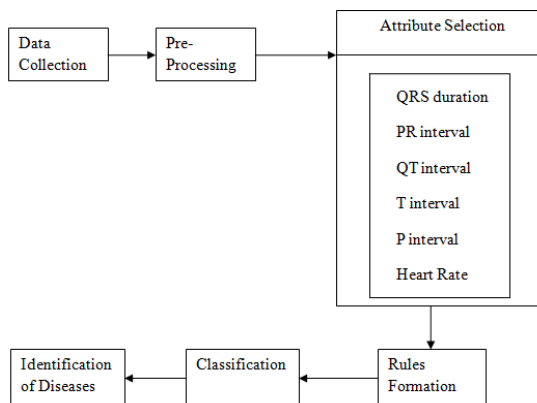 Data
Collection
Pre-
Processing
Attribute Selection
QRS duration
PR interval
QT interval
T interval
P interval
Heart Rate
Rules
Formation
Classification
Identification
of Diseases